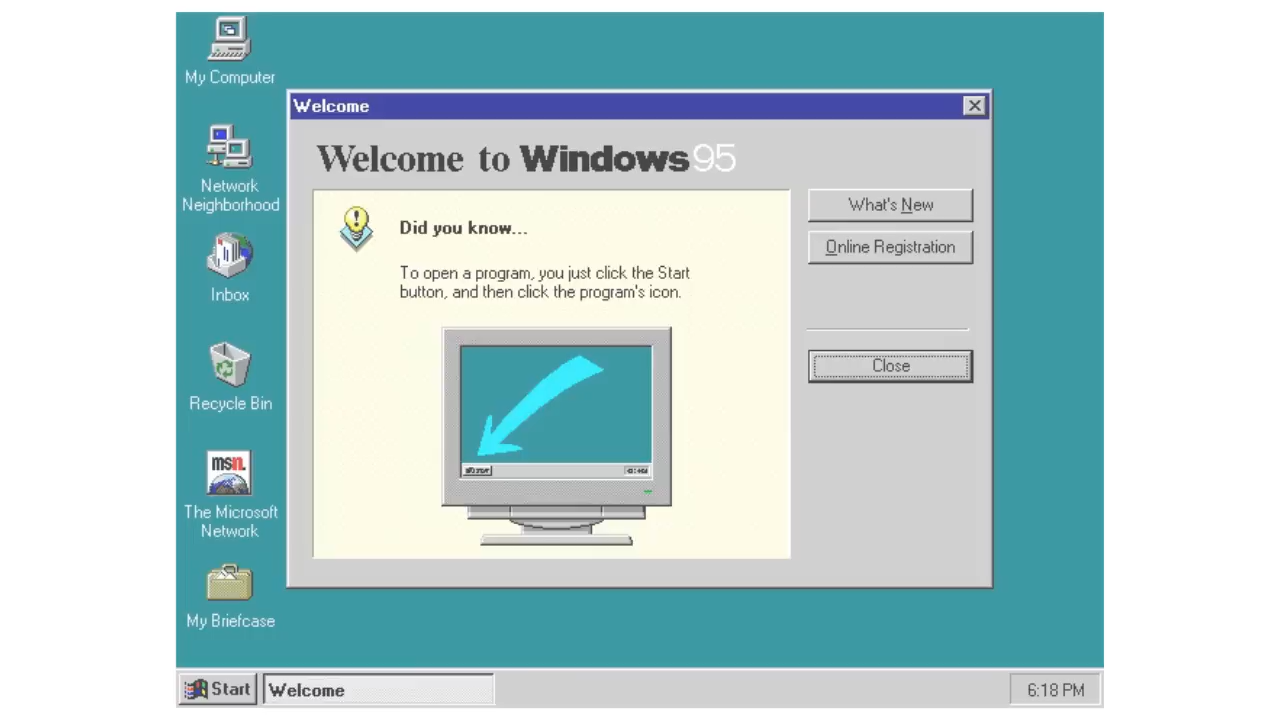 My Computer
Network
Neighborhood
Inbox
Recycle Bin
msn.
The Microsoft
Network
My Briefcase
Welcome
Welcome to Windows 95
Did you know...
To open a program, you just click the Start
button, and then click the program's icon.
What's New
Online Registration
Close
Start
Welcome
6:18 PM